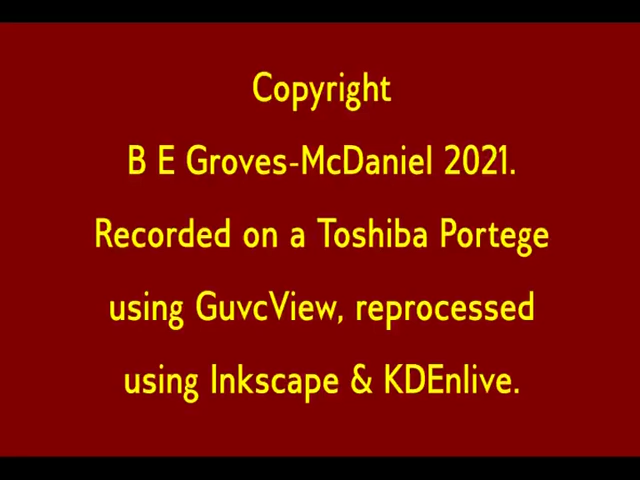 Copyright
B E Groves-McDaniel 2021.
Recorded on a Toshiba Portege
using GuvcView, reprocessed
using Inkscape & KDEnlive.